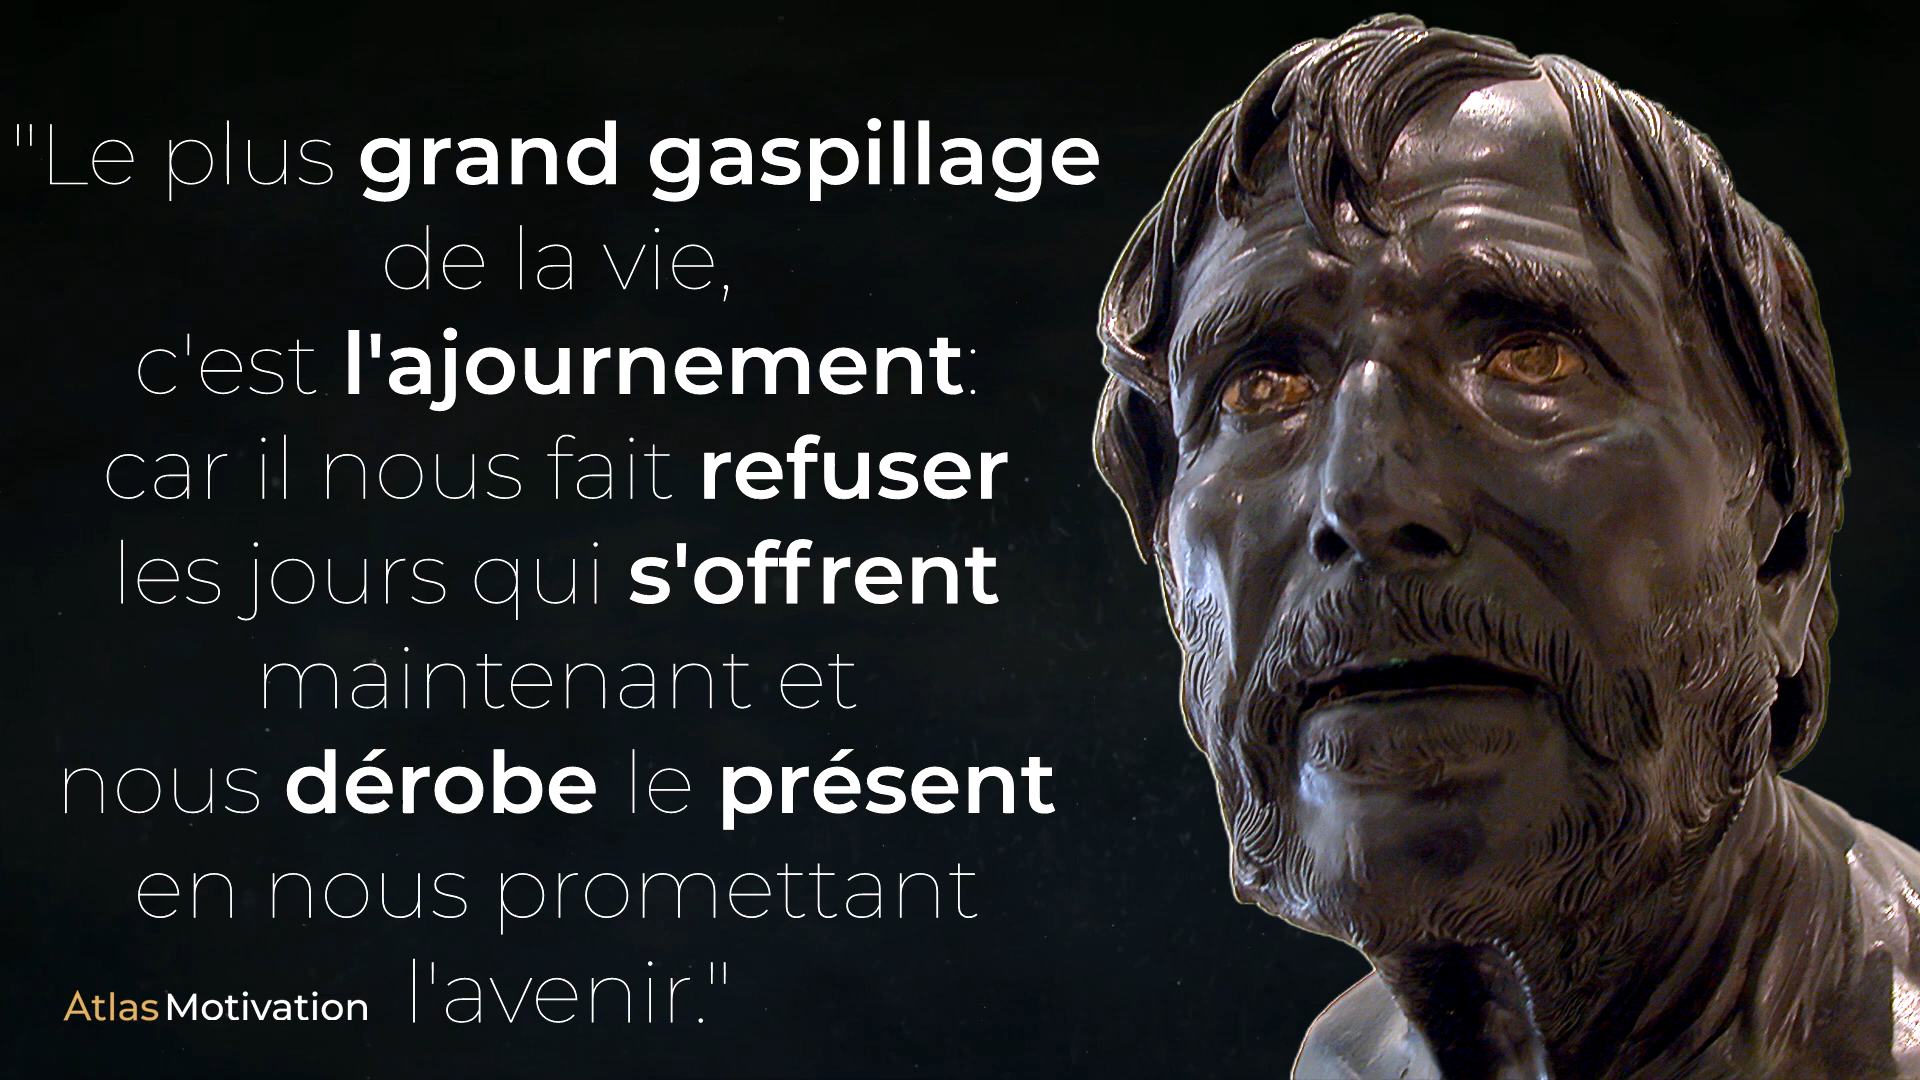 "Le plus grand gaspillage
de la vie,
c'est l'ajournement:
car il nous fait refuser
les jours qui s'offrent
maintenant et
nous dérobe le présent
en nous promettant
l'avenir."
Atlas Motivation